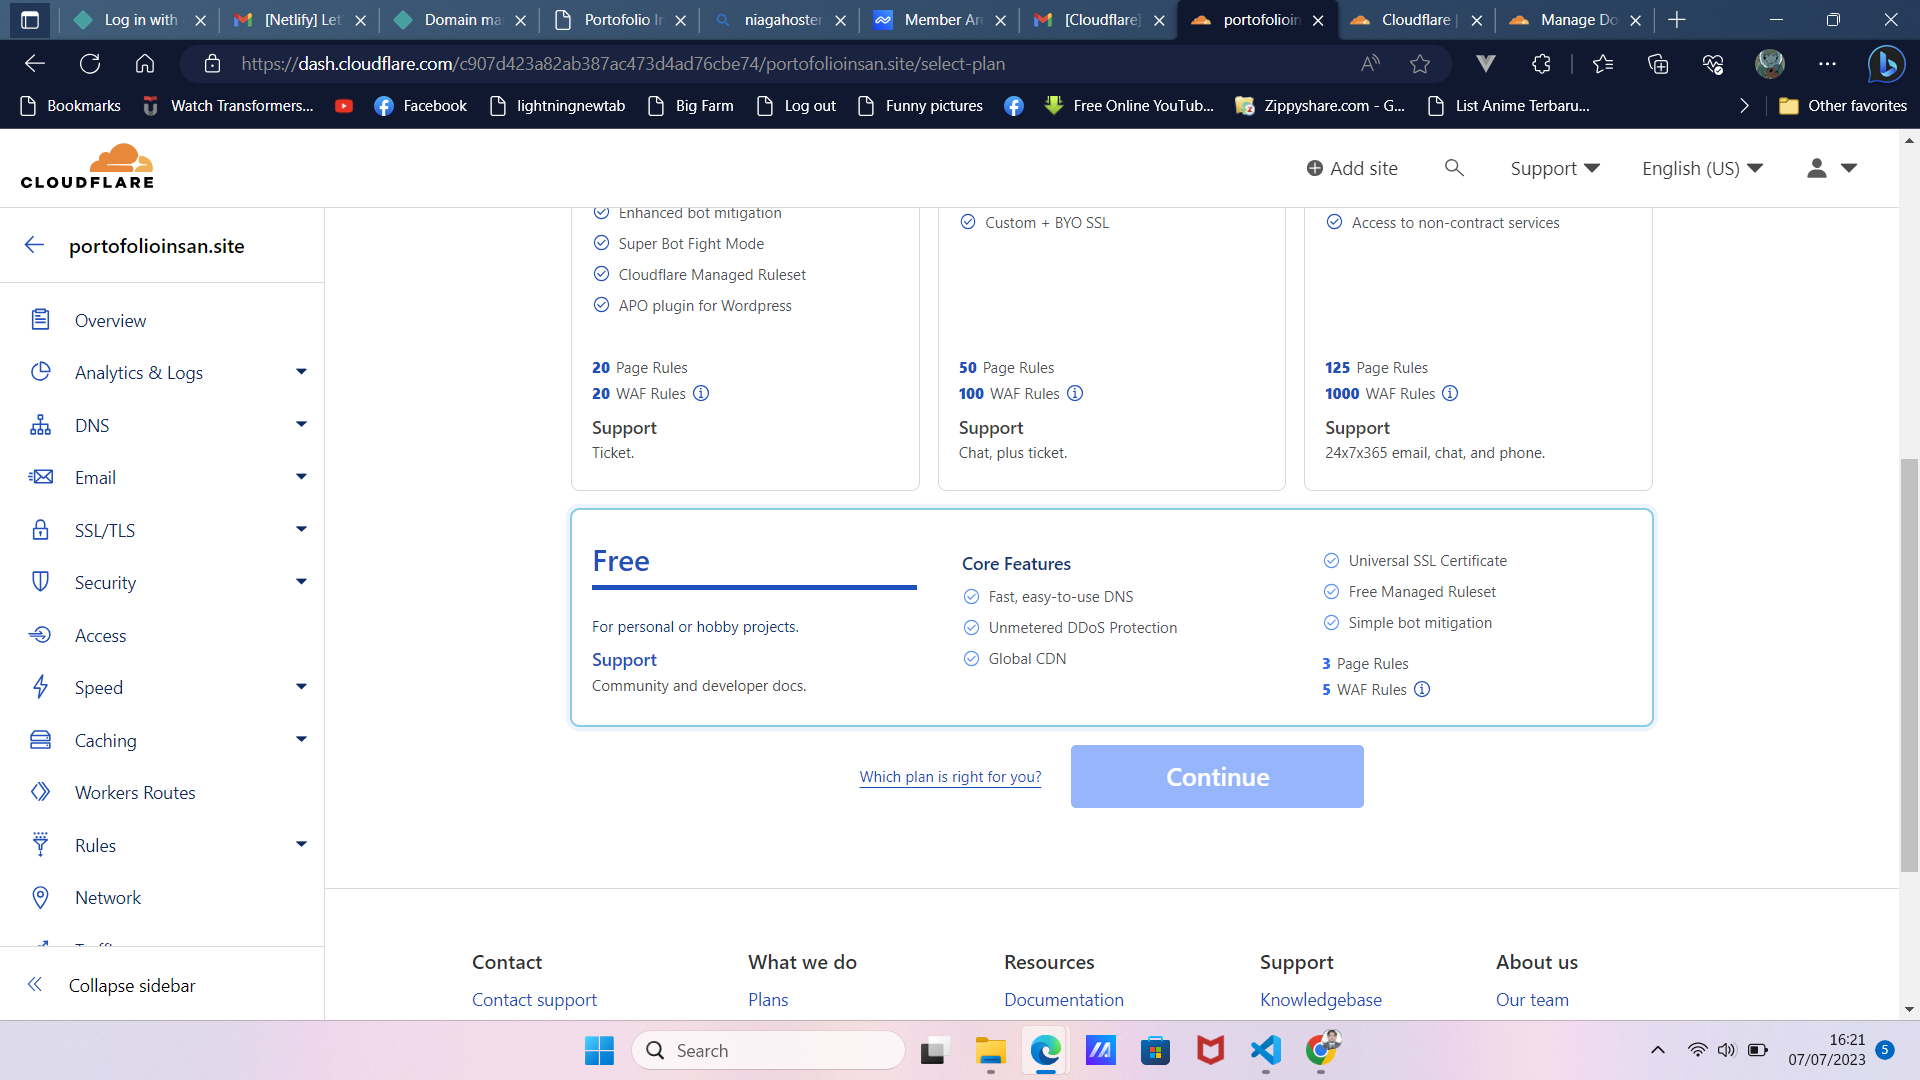 Log in with
[Netlify] Let
Domain ma
Portofolio I
niagahoster
Member Are
[Cloudflare]
portofolioin
Cloudflare |
Manage Do
https://dash.cloudflare.com/c907d423a82ab387ac473d4ad76cbe74/portofolioinsan.site/select-plan
Bookmarks
Watch Transformers...
Facebook
lightningnewtab
Big Farm
Log out
Funny pictures
Free Online YouTub...
Zippyshare.com - G...
List Anime Terbaru...
Other favorites
CLOUDFLARE
Add site
Support
English (US)
portofolioinsan.site
Overview
Analytics & Logs
DNS
Email
SSL/TLS
Security
Access
Speed
Caching
Workers Routes
Rules
Network
Collapse sidebar
Enhanced bot mitigation
Super Bot Fight Mode
Cloudflare Managed Ruleset
APO plugin for Wordpress
20 Page Rules
20 WAF Rules
Support
Ticket.
Custom + BYO SSL
50 Page Rules
100 WAF Rules
Support
Chat, plus ticket.
Access to non-contract services
125 Page Rules
1000 WAF Rules
Support
24x7x365 email, chat, and phone.
Free
For personal or hobby projects.
Support
Community and developer docs.
Core Features
Fast, easy-to-use DNS
Unmetered DDoS Protection
Global CDN
Universal SSL Certificate
Free Managed Ruleset
Simple bot mitigation
3 Page Rules
5 WAF Rules
Which plan is right for you?
Continue
Contact
Contact support
What we do
Plans
Resources
Documentation
Support
Knowledgebase
About us
Our team
Search
16:21
07/07/2023
5